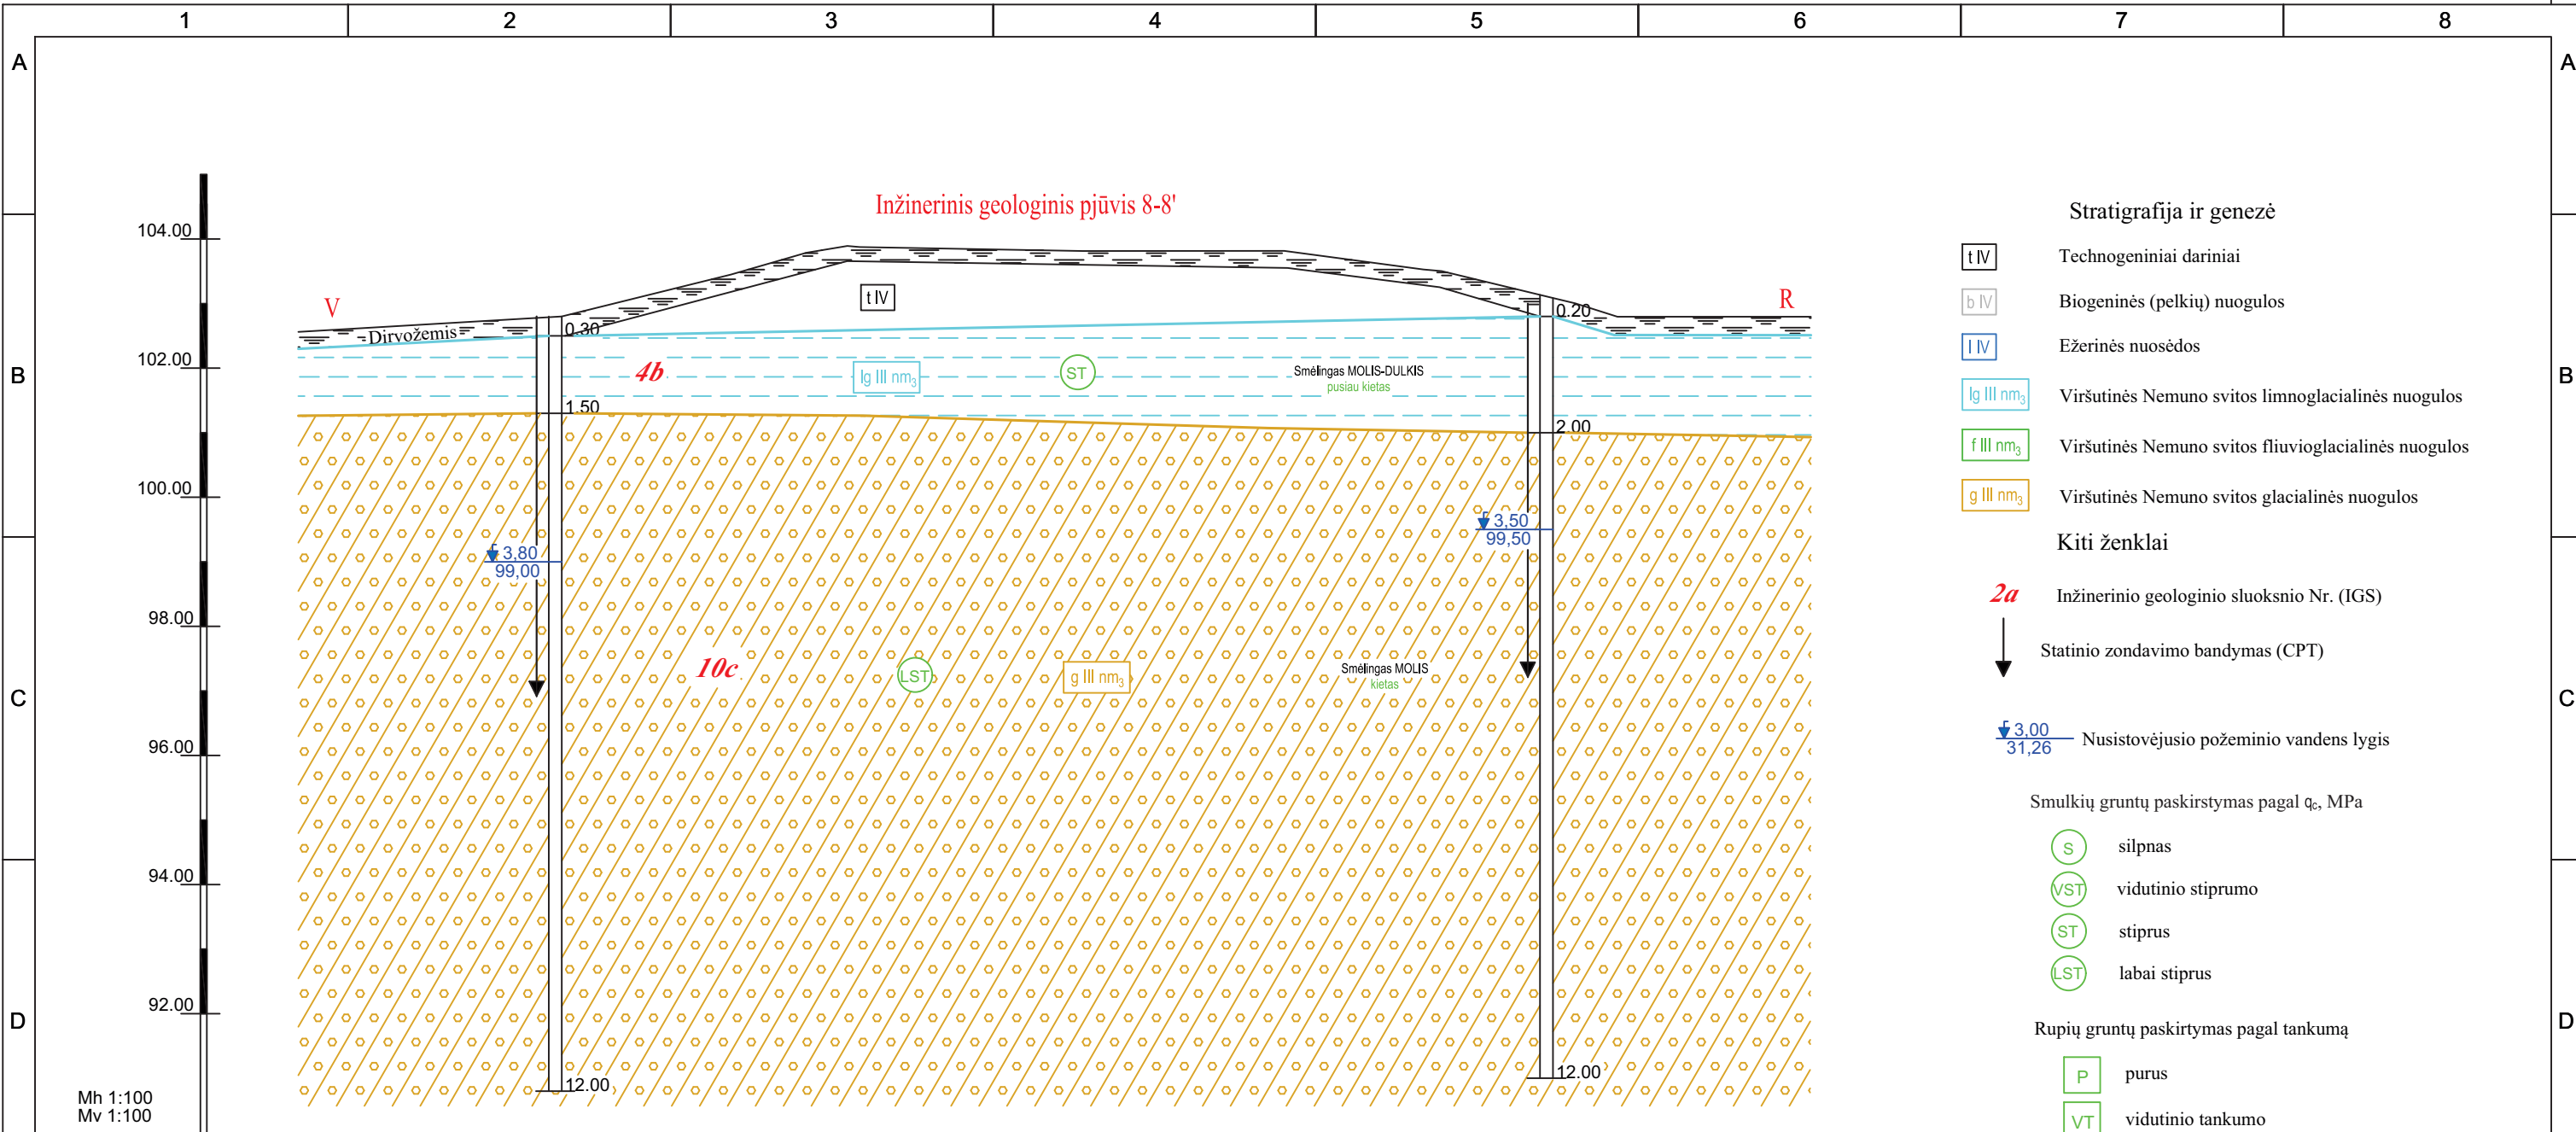 1 2 3 4 5 6 7 8
A A
B B
C C
D D
Inžinerinis geologinis pjūvis 8-8'
104.00
102.00
100.00
98.00
96.00
94.00
92.00
Mh 1:100
Mv 1:100
V
R
Dirvožemis
t IV
0.30
0.20
4b
lg III nm3
ST
Smėlingas MOLIS-DULKIS
pusiau kietas
1.50
2.00
3,80
99,00
3,50
99,50
10c
LST
g III nm3
Smėlingas MOLIS
kietas
12.00
12.00
Stratigrafija ir genezė
t IV Technogeniniai dariniai
b IV Biogeninės (pelkių) nuogulos
l IV Ežerinės nuosėdos
lg III nm3 Viršutinės Nemuno svitos limnoglacialinės nuogulos
f III nm3 Viršutinės Nemuno svitos fliuvioglacialinės nuogulos
g III nm3 Viršutinės Nemuno svitos glacialinės nuogulos
Kiti ženklai
2a Inžinerinio geologinio sluoksnio Nr. (IGS)
Statinio zondavimo bandymas (CPT)
3,00
31,26
Nusistovėjusio požeminio vandens lygis
Smulkių gruntų paskirstymas pagal qc, MPa
S silpnas
VST vidutinio stiprumo
ST stiprus
LST labai stiprus
Rupių gruntų paskirtymas pagal tankumą
P purus
VT vidutinio tankumo